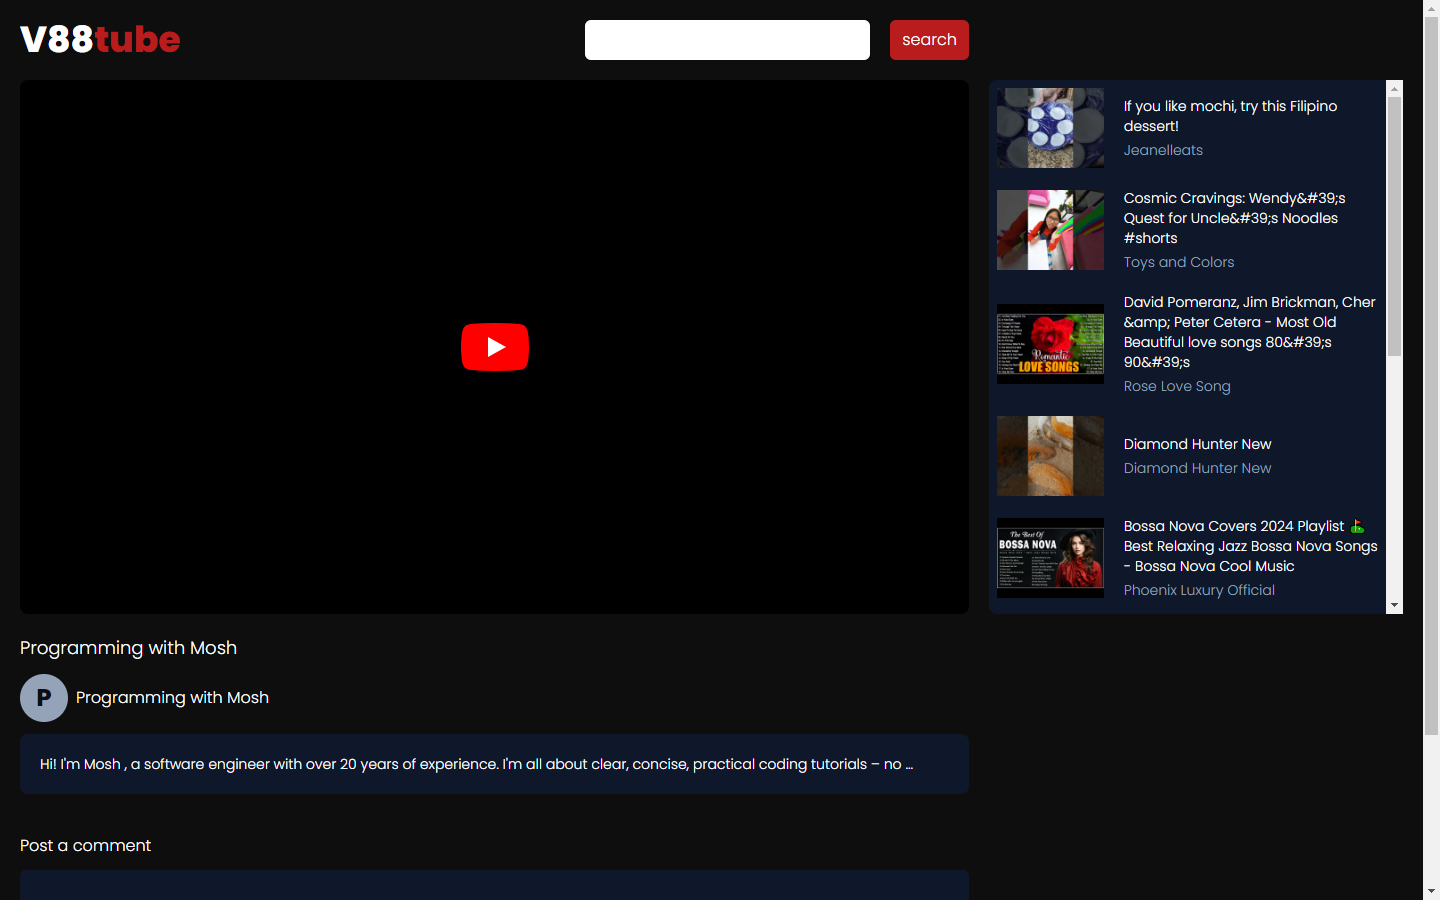 V88tube
search
If you like mochi, try this Filipino
dessert!
Jeanelleats
Cosmic Cravings: Wendy&#39;s
Quest for Uncle&#39;s Noodles
#shorts
Toys and Colors
David Pomeranz, Jim Brickman, Cher
&amp; Peter Cetera - Most Old
Beautiful love songs 80&#39;s
90&#39;s
Romantic
LOVE SONGS
Rose Love Song
Diamond Hunter New
Diamond Hunter New
The Best Of
BOSSA NOVA
Bossa Nova Covers 2024 Playlist ⛳
Best Relaxing Jazz Bossa Nova Songs
- Bossa Nova Cool Music
Phoenix Luxury Official
Programming with Mosh
P
Programming with Mosh
Hi! I'm Mosh , a software engineer with over 20 years of experience. I'm all about clear, concise, practical coding tutorials – no ...
Post a comment